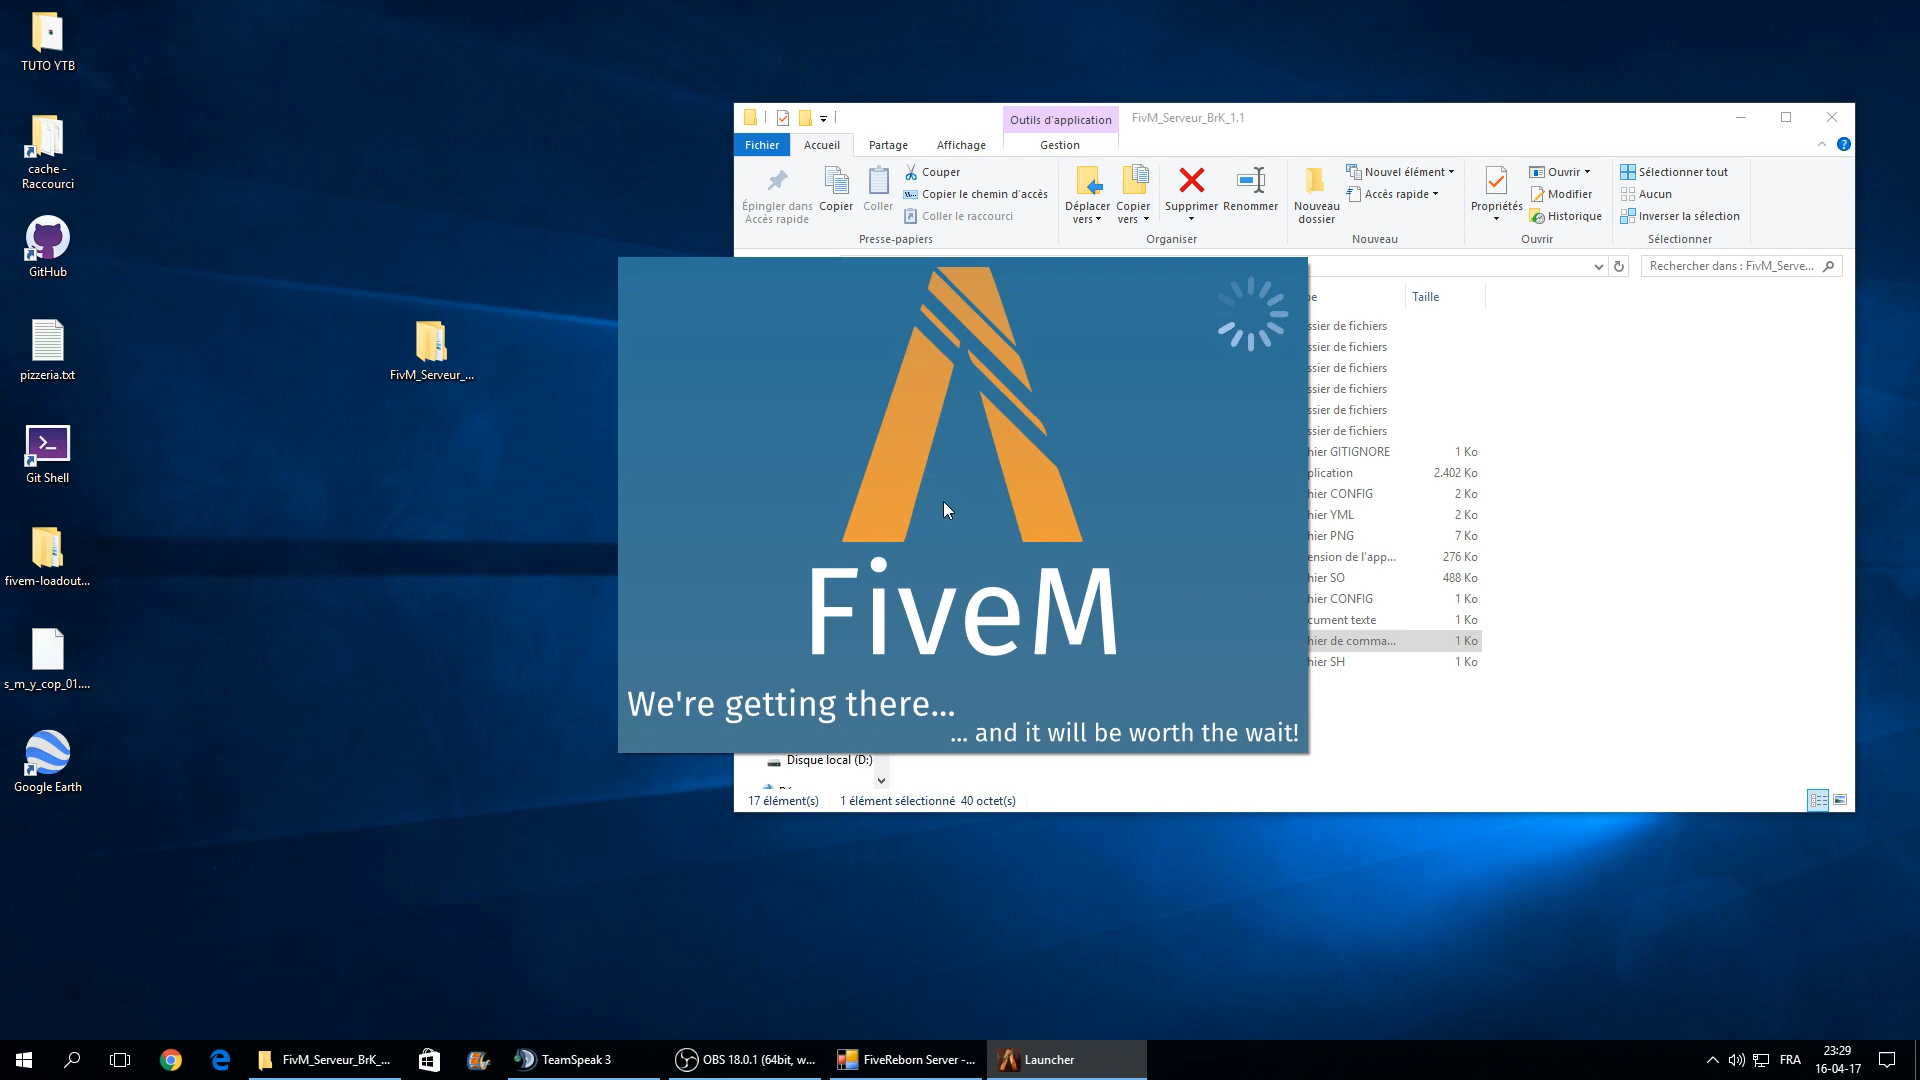 TUTO YTB
cache -
Raccourci
GitHub
pizzeria.txt
Git Shell
fivem-loadout...
s_m_y_cop_01....
Google Earth
FivM_Serveur_...
Outils d'application
FivM_Serveur_BrK_1.1
Fichier
Accueil
Partage
Affichage
Gestion
Épingler dans
Accès rapide
Copier
Coller
Couper
Copier le chemin d'accès
Coller le raccourci
Presse-papiers
Déplacer
vers
Copier
vers
Supprimer
Renommer
Organiser
Nouveau
dossier
Nouvel élément
Accès rapide
Nouveau
Propriétés
Ouvrir
Modifier
Historique
Ouvrir
Sélectionner tout
Aucun
Inverser la sélection
Sélectionner
Rechercher dans : FivM_Serve...
pe
Taille
ssier de fichiers
ssier de fichiers
ssier de fichiers
ssier de fichiers
ssier de fichiers
ssier de fichiers
hier GITIGNORE 1 Ko
plication 2.402 Ko
hier CONFIG 2 Ko
hier YML 2 Ko
hier PNG 7 Ko
ension de l'app... 276 Ko
hier SO 488 Ko
hier CONFIG 1 Ko
cument texte 1 Ko
hier de comma... 1 Ko
hier SH 1 Ko
FiveM
We're getting there...
... and it will be worth the wait!
Disque local (D:)
17 élément(s) 1 élément sélectionné 40 octet(s)
FivM_Serveur_BrK_...
TeamSpeak 3
OBS 18.0.1 (64bit, w...
FiveReborn Server -...
Launcher
FRA
23:29
16-04-17